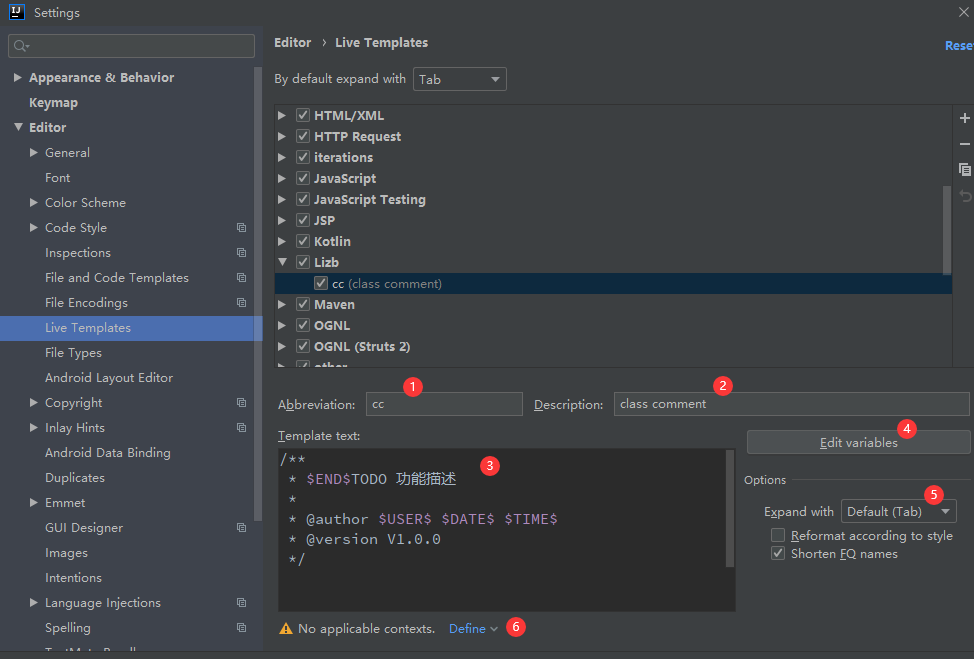 IJ Settings
Editor › Live Templates
Reset
By default expand with Tab
Appearance & Behavior
Keymap
Editor
General
Font
Color Scheme
Code Style
Inspections
File and Code Templates
File Encodings
Live Templates
File Types
Android Layout Editor
Copyright
Inlay Hints
Android Data Binding
Duplicates
Emmet
GUI Designer
Images
Intentions
Language Injections
Spelling
HTML/XML
HTTP Request
iterations
JavaScript
JavaScript Testing
JSP
Kotlin
Lizb
cc (class comment)
Maven
OGNL
OGNL (Struts 2)
other
1
2
Abbreviation: cc Description: class comment
Template text:
3
/**
* $END$TODO 功能描述
*
* @author $USER$ $DATE$ $TIME$
* @version V1.0.0
*/
4
Edit variables
Options
5
Expand with Default (Tab)
Reformat according to style
Shorten FQ names
No applicable contexts. Define 6